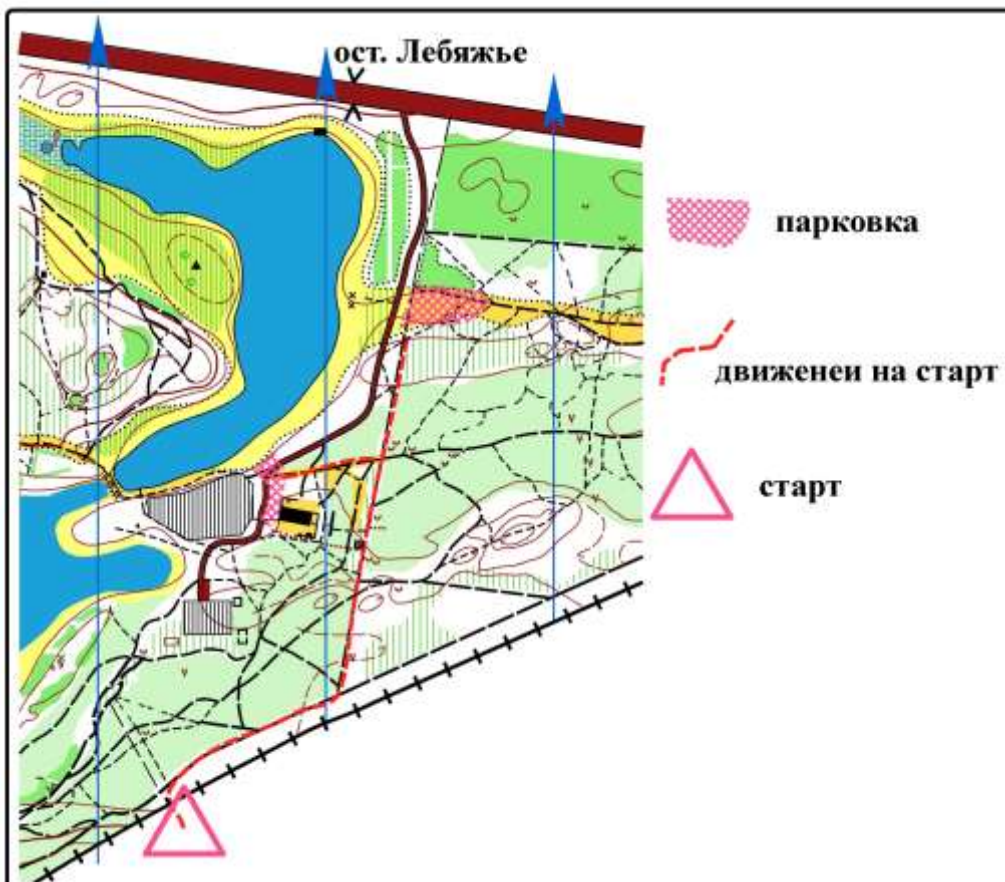 ост. Лебяжье
парковка
движенеи на старт
старт